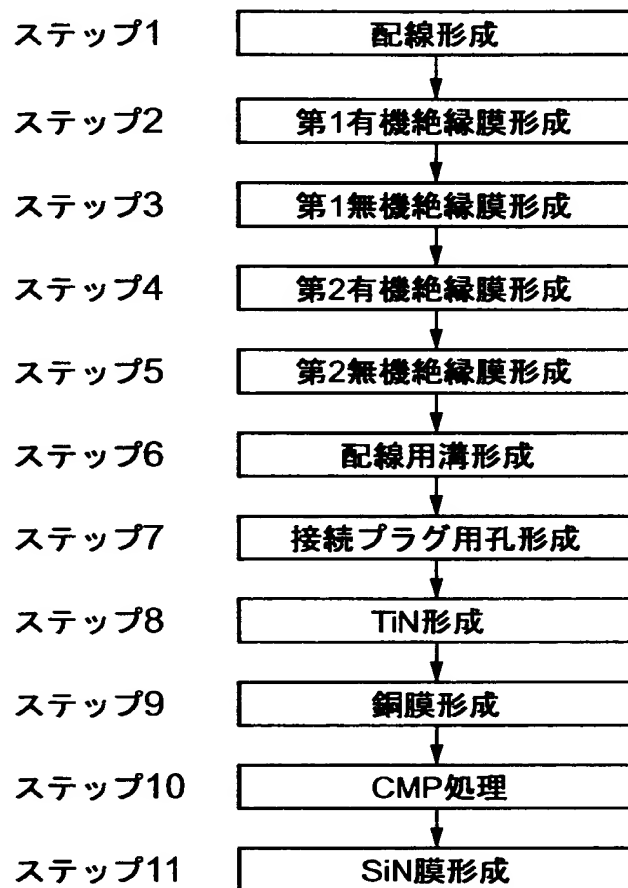 ステップ1 配線形成
ステップ2 第1有機絶縁膜形成
ステップ3 第1無機絶縁膜形成
ステップ4 第2有機絶縁膜形成
ステップ5 第2無機絶縁膜形成
ステップ6 配線用溝形成
ステップ7 接続プラグ用孔形成
ステップ8 TiN形成
ステップ9 銅膜形成
ステップ10 CMP処理
ステップ11 SiN膜形成